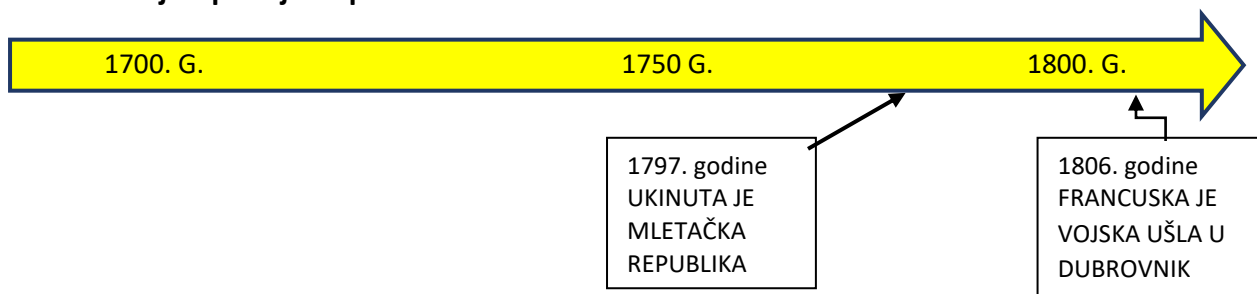 1700. G.
1750 G.
1800. G.
1797. godine
UKINUTA JE
MLETAČKA
REPUBLIKA
1806. godine
FRANCUSKA JE
VOJSKA UŠLA U
DUBROVNIK